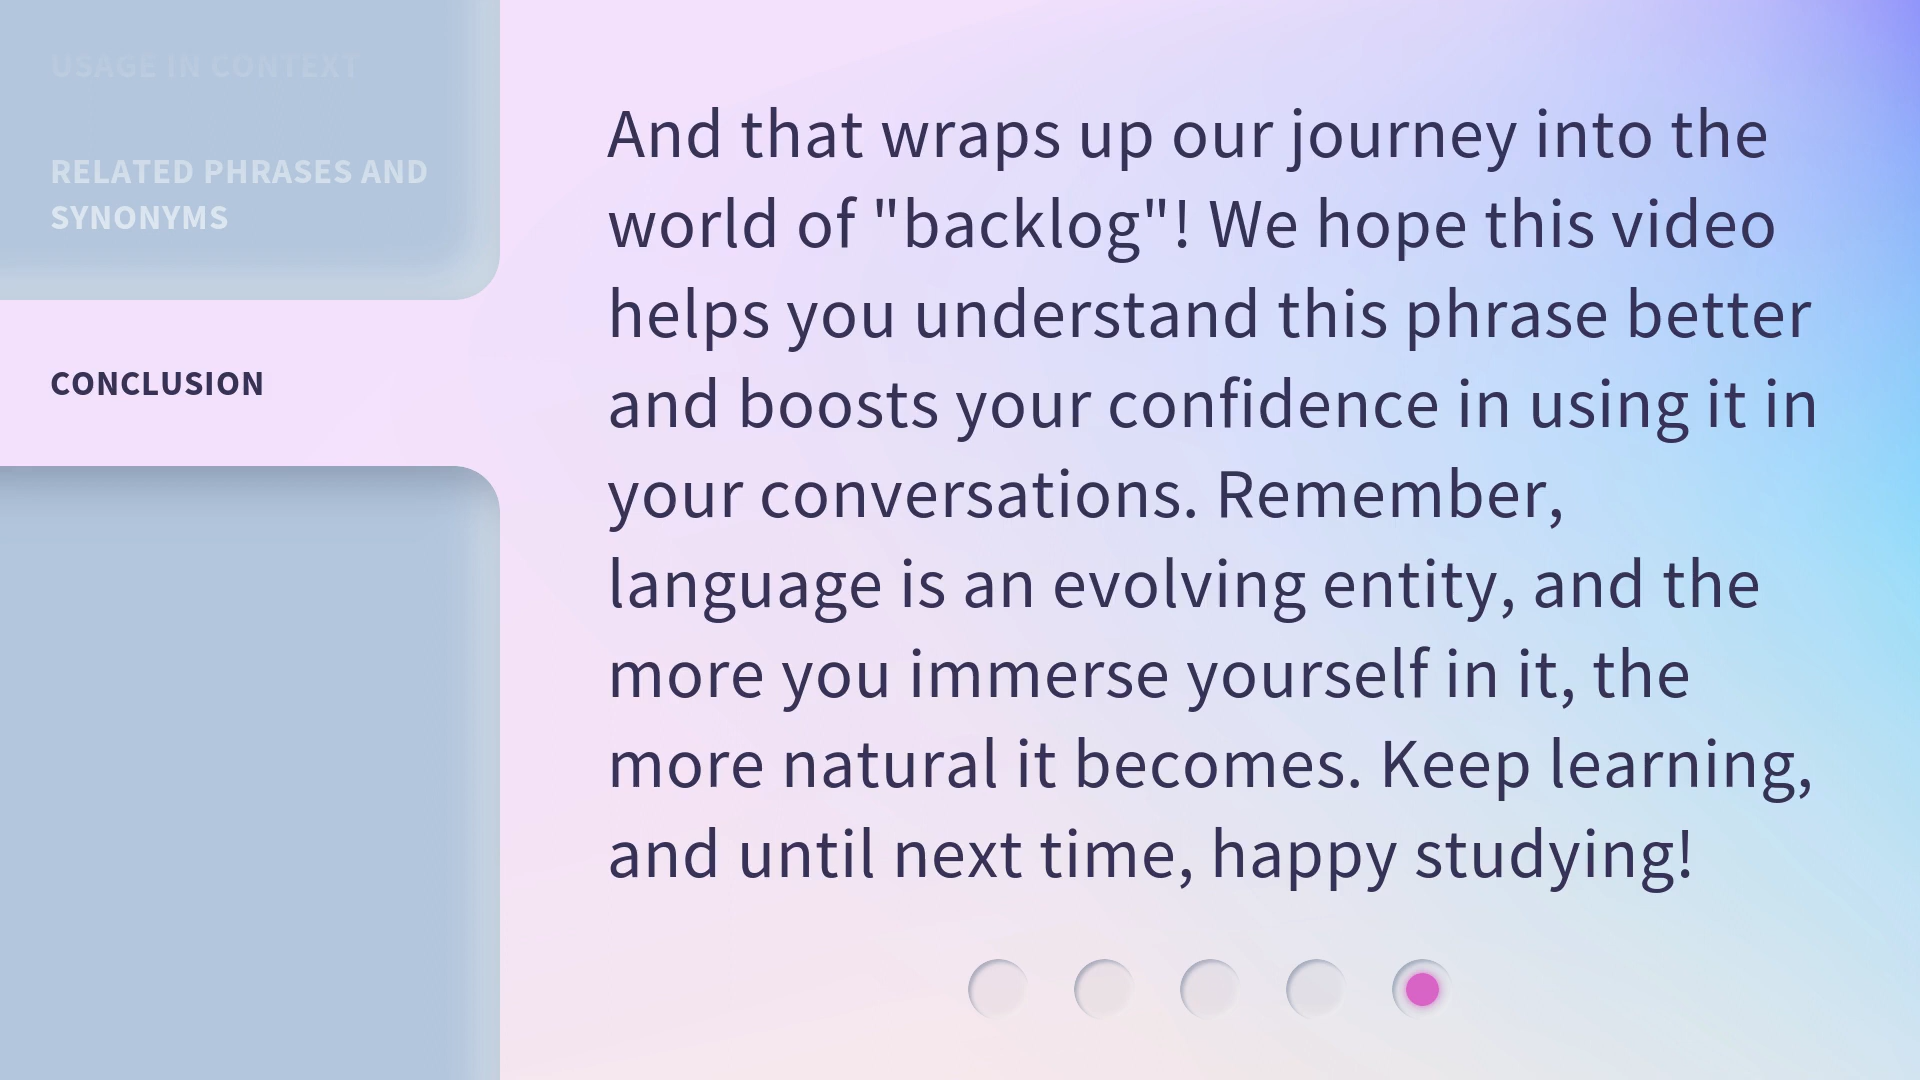 USAGE IN CONTEXT
RELATED PHRASES AND
SYNONYMS
CONCLUSION
And that wraps up our journey into the
world of "backlog"! We hope this video
helps you understand this phrase better
and boosts your confidence in using it in
your conversations. Remember,
language is an evolving entity, and the
more you immerse yourself in it, the
more natural it becomes. Keep learning,
and until next time, happy studying!